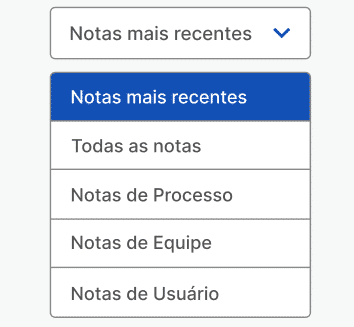 Notas mais recentes
Notas mais recentes
Todas as notas
Notas de Processo
Notas de Equipe
Notas de Usuário